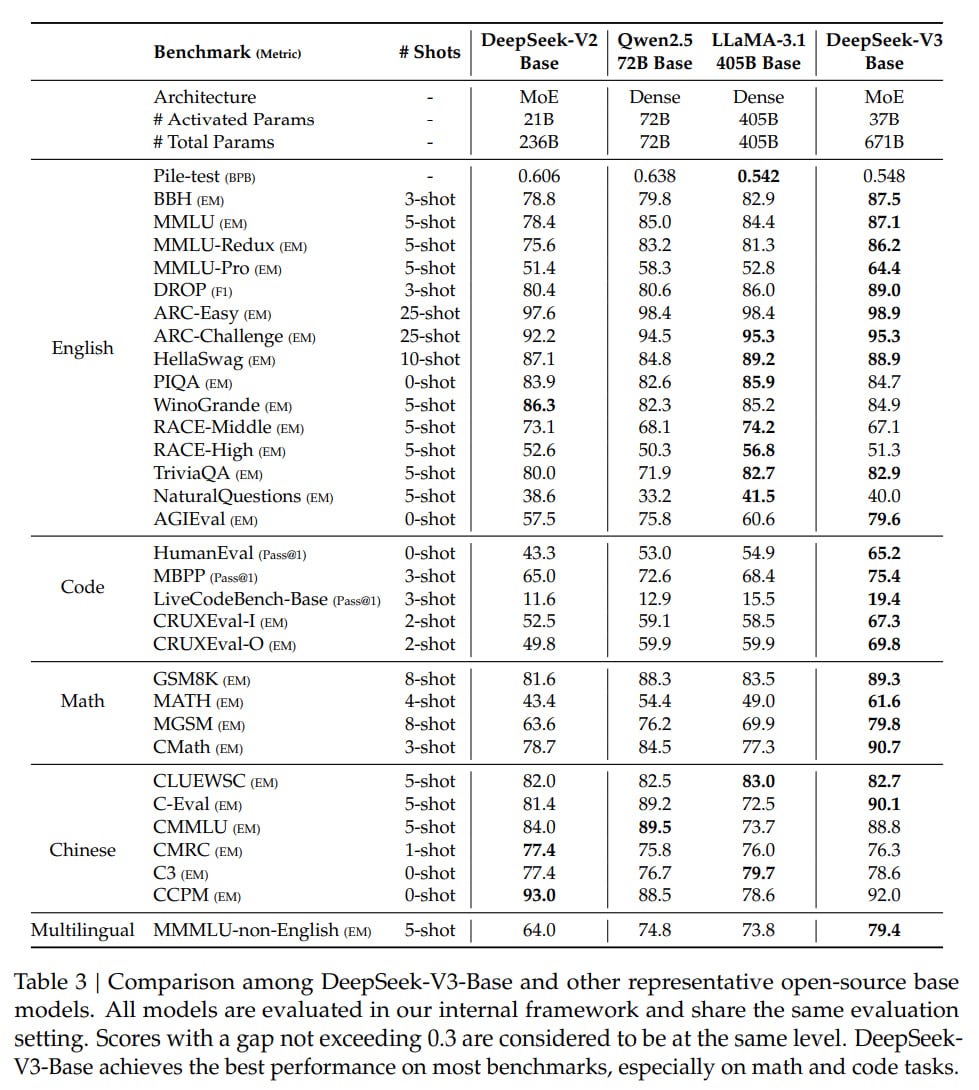 Benchmark (Metric) # Shots DeepSeek-V2 Base Qwen2.5 72B Base LLaMA-3.1 405B Base DeepSeek-V3 Base
Architecture - MoE Dense Dense MoE
# Activated Params - 21B 72B 405B 37B
# Total Params - 236B 72B 405B 671B
English
Pile-test (BPB) - 0.606 0.638 0.542 0.548
BBH (EM) 3-shot 78.8 79.8 82.9 87.5
MMLU (EM) 5-shot 78.4 85.0 84.4 87.1
MMLU-Redux (EM) 5-shot 75.6 83.2 81.3 86.2
MMLU-Pro (EM) 5-shot 51.4 58.3 52.8 64.4
DROP (F1) 3-shot 80.4 80.6 86.0 89.0
ARC-Easy (EM) 25-shot 97.6 98.4 98.4 98.9
ARC-Challenge (EM) 25-shot 92.2 94.5 95.3 95.3
HellaSwag (EM) 10-shot 87.1 84.8 89.2 88.9
PIQA (EM) 0-shot 83.9 82.6 85.9 84.7
WinoGrande (EM) 5-shot 86.3 82.3 85.2 84.9
RACE-Middle (EM) 5-shot 73.1 68.1 74.2 67.1
RACE-High (EM) 5-shot 52.6 50.3 56.8 51.3
TriviaQA (EM) 5-shot 80.0 71.9 82.7 82.9
NaturalQuestions (EM) 5-shot 38.6 33.2 41.5 40.0
AGIEval (EM) 0-shot 57.5 75.8 60.6 79.6
Code
HumanEval (Pass@1) 0-shot 43.3 53.0 54.9 65.2
MBPP (Pass@1) 3-shot 65.0 72.6 68.4 75.4
LiveCodeBench-Base (Pass@1) 3-shot 11.6 12.9 15.5 19.4
CRUXEval-I (EM) 2-shot 52.5 59.1 58.5 67.3
CRUXEval-O (EM) 2-shot 49.8 59.9 59.9 69.8
Math
GSM8K (EM) 8-shot 81.6 88.3 83.5 89.3
MATH (EM) 4-shot 43.4 54.4 49.0 61.6
MGSM (EM) 8-shot 63.6 76.2 69.9 79.8
CMath (EM) 3-shot 78.7 84.5 77.3 90.7
Chinese
CLUEWSC (EM) 5-shot 82.0 82.5 83.0 82.7
C-Eval (EM) 5-shot 81.4 89.2 72.5 90.1
CMMLU (EM) 5-shot 84.0 89.5 73.7 88.8
CMRC (EM) 1-shot 77.4 75.8 76.0 76.3
C3 (EM) 0-shot 77.4 76.7 79.7 78.6
CCPM (EM) 0-shot 93.0 88.5 78.6 92.0
Multilingual MMMLU-non-English (EM) 5-shot 64.0 74.8 73.8 79.4
Table 3 | Comparison among DeepSeek-V3-Base and other representative open-source base
models. All models are evaluated in our internal framework and share the same evaluation
setting. Scores with a gap not exceeding 0.3 are considered to be at the same level. DeepSeek-
V3-Base achieves the best performance on most benchmarks, especially on math and code tasks.